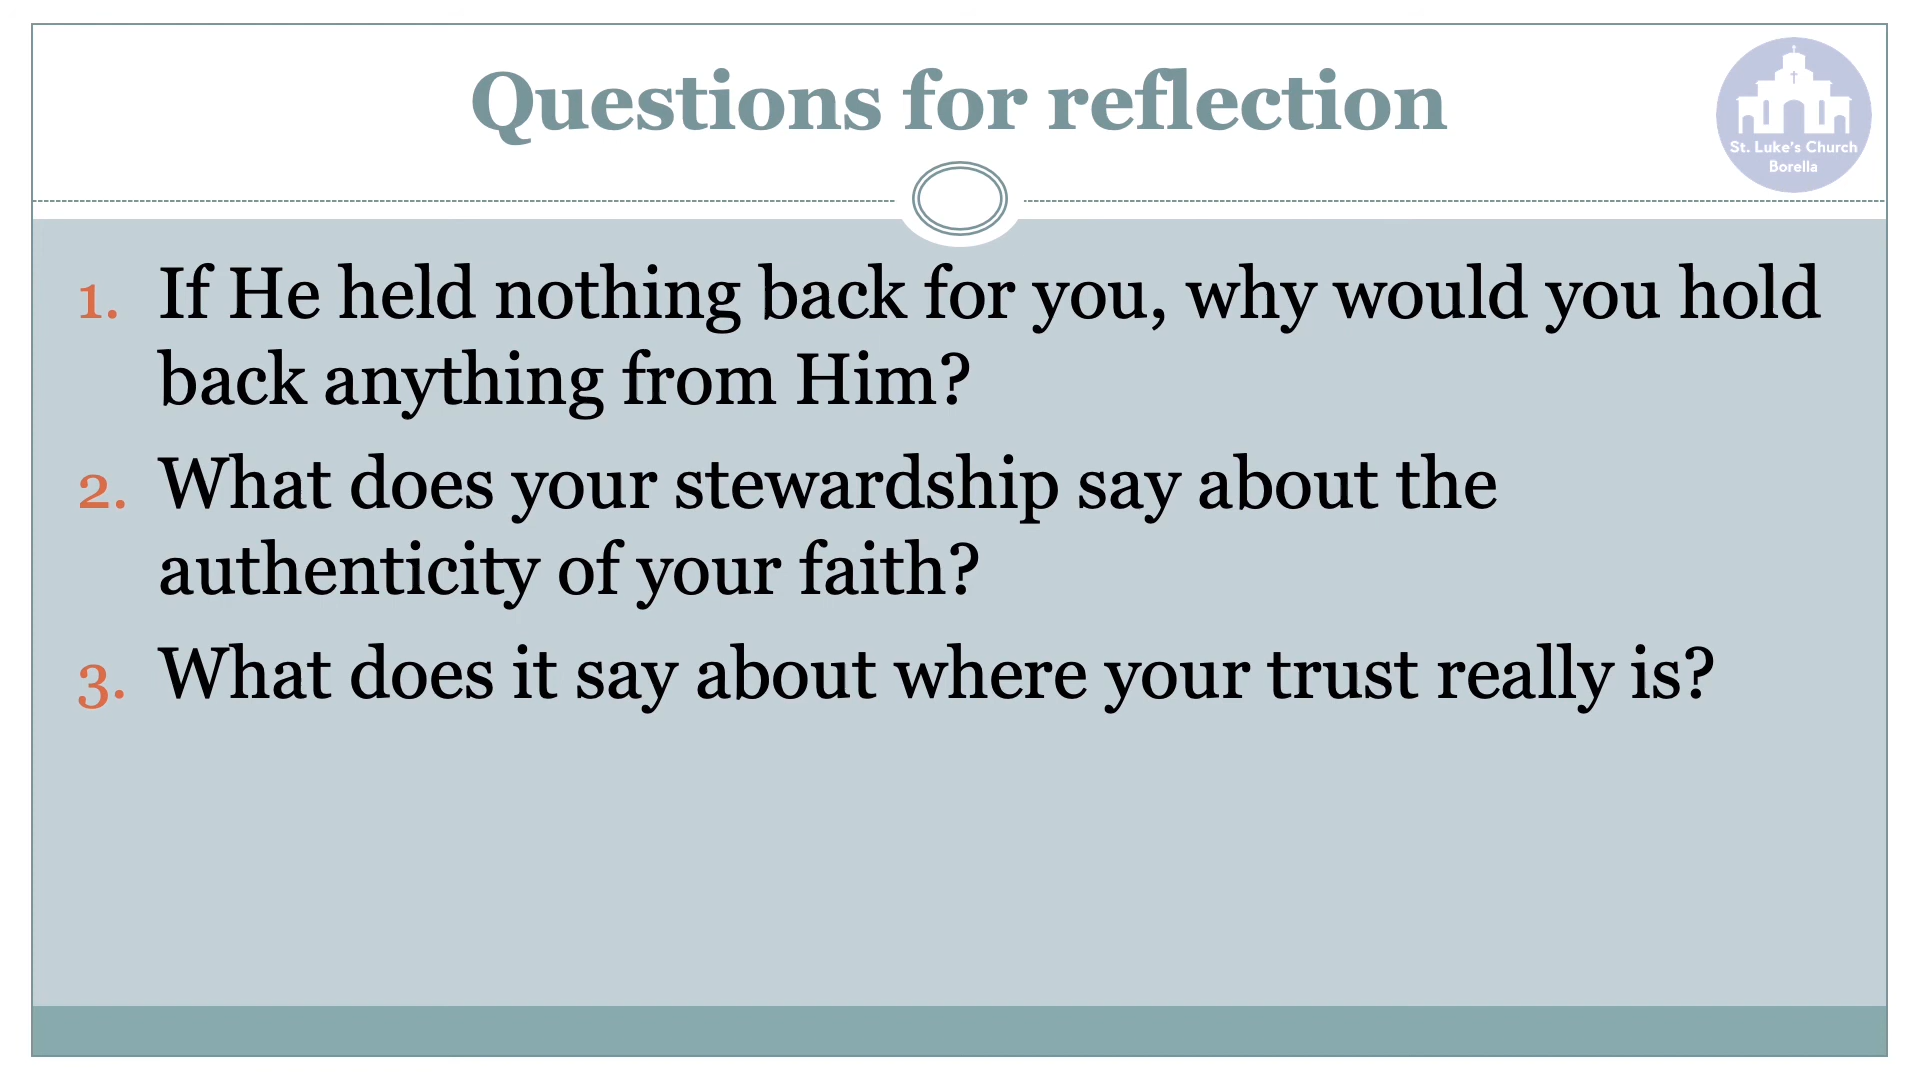 Questions for reflection
St. Luke's Church
Borella
1. If He held nothing back for you, why would you hold
back anything from Him?
2. What does your stewardship say about the
authenticity of your faith?
3. What does it say about where your trust really is?